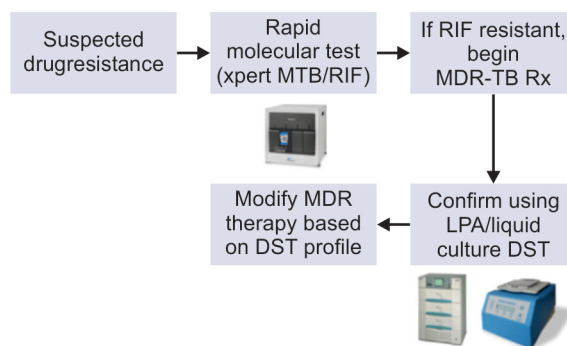 Suspected
drugresistance
Rapid
molecular test
(xpert MTB/RIF)
If RIF resistant,
begin
MDR-TB Rx
Confirm using
LPA/liquid
culture DST
Modify MDR
therapy based
on DST profile